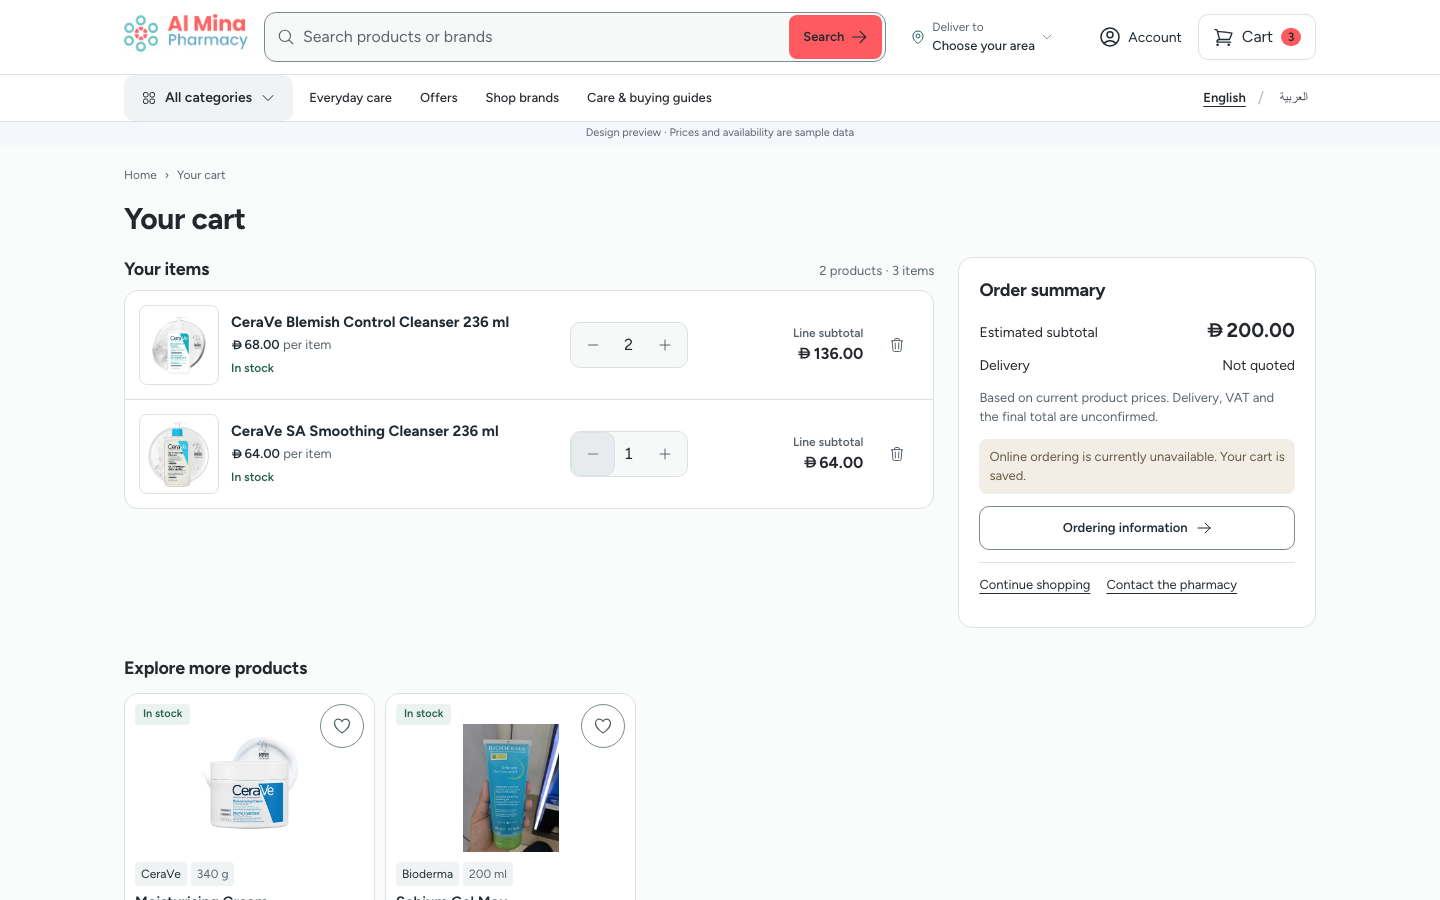 Al Mina
Pharmacy
Search products or brands
Search
Deliver to
Choose your area
Account
Cart 3
All categories
Everyday care
Offers
Shop brands
Care & buying guides
English / العربية
Design preview · Prices and availability are sample data
Home › Your cart
Your cart
Your items
2 products · 3 items
CeraVe Blemish Control Cleanser 236 ml
68.00 per item
In stock
2
Line subtotal
136.00
CeraVe SA Smoothing Cleanser 236 ml
64.00 per item
In stock
1
Line subtotal
64.00
Order summary
Estimated subtotal 200.00
Delivery Not quoted
Based on current product prices. Delivery, VAT and
the final total are unconfirmed.
Online ordering is currently unavailable. Your cart is
saved.
Ordering information
Continue shopping Contact the pharmacy
Explore more products
In stock
CeraVe
CeraVe 340 g
In stock
BIODERMA
Bioderma 200 ml